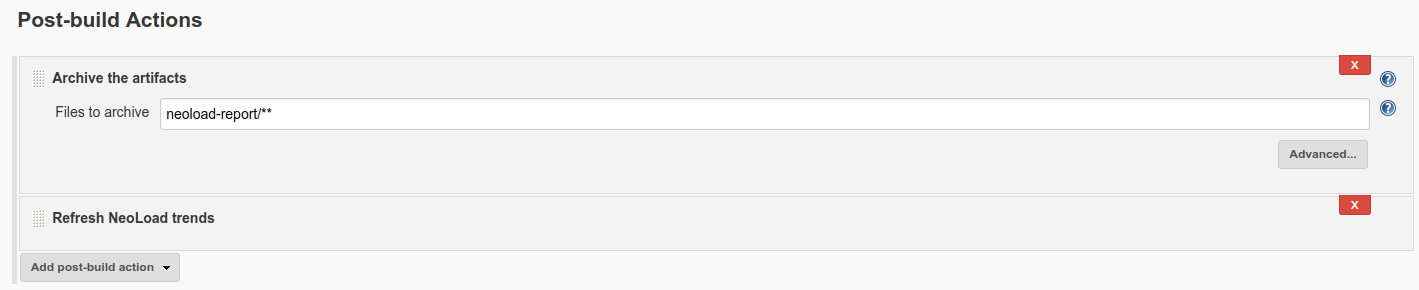 Post-build Actions
X
Archive the artifacts
?
Files to archive neoload-report/**
?
Advanced...
X
Refresh NeoLoad trends
Add post-build action